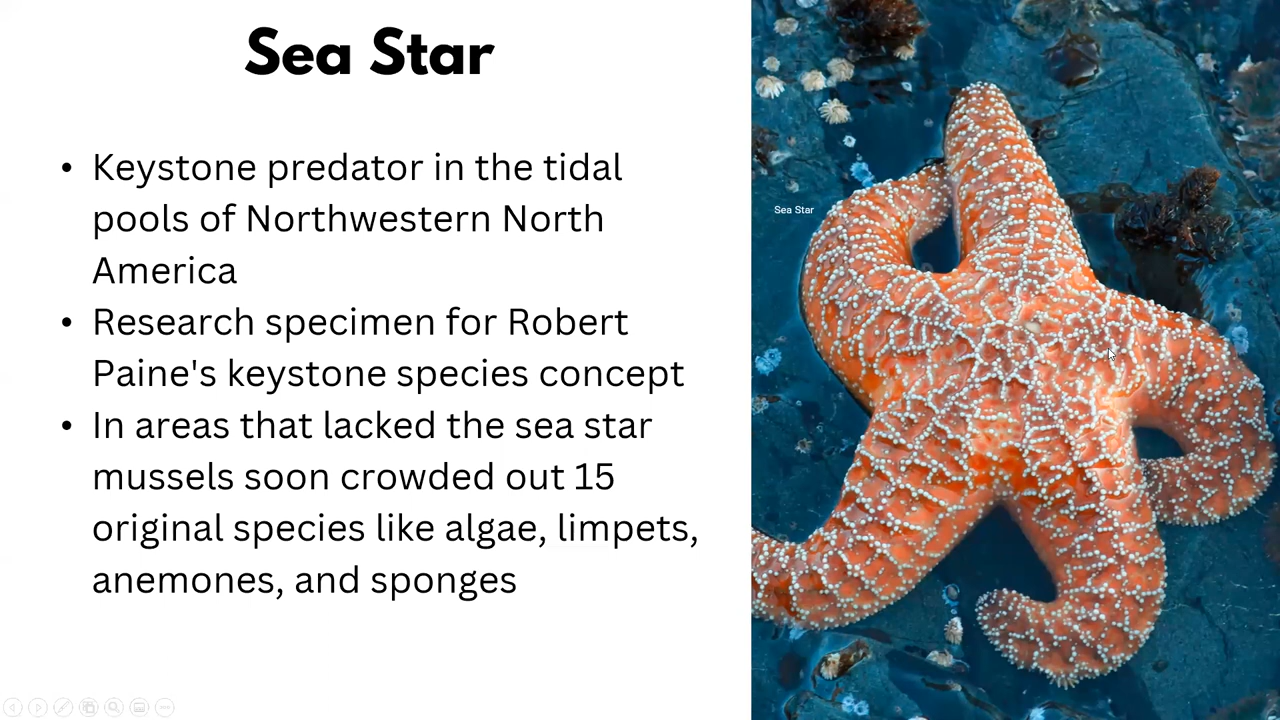 Sea Star
• Keystone predator in the tidal
pools of Northwestern North
America
• Research specimen for Robert
Paine's keystone species concept
• In areas that lacked the sea star
mussels soon crowded out 15
original species like algae, limpets,
anemones, and sponges
Sea Star